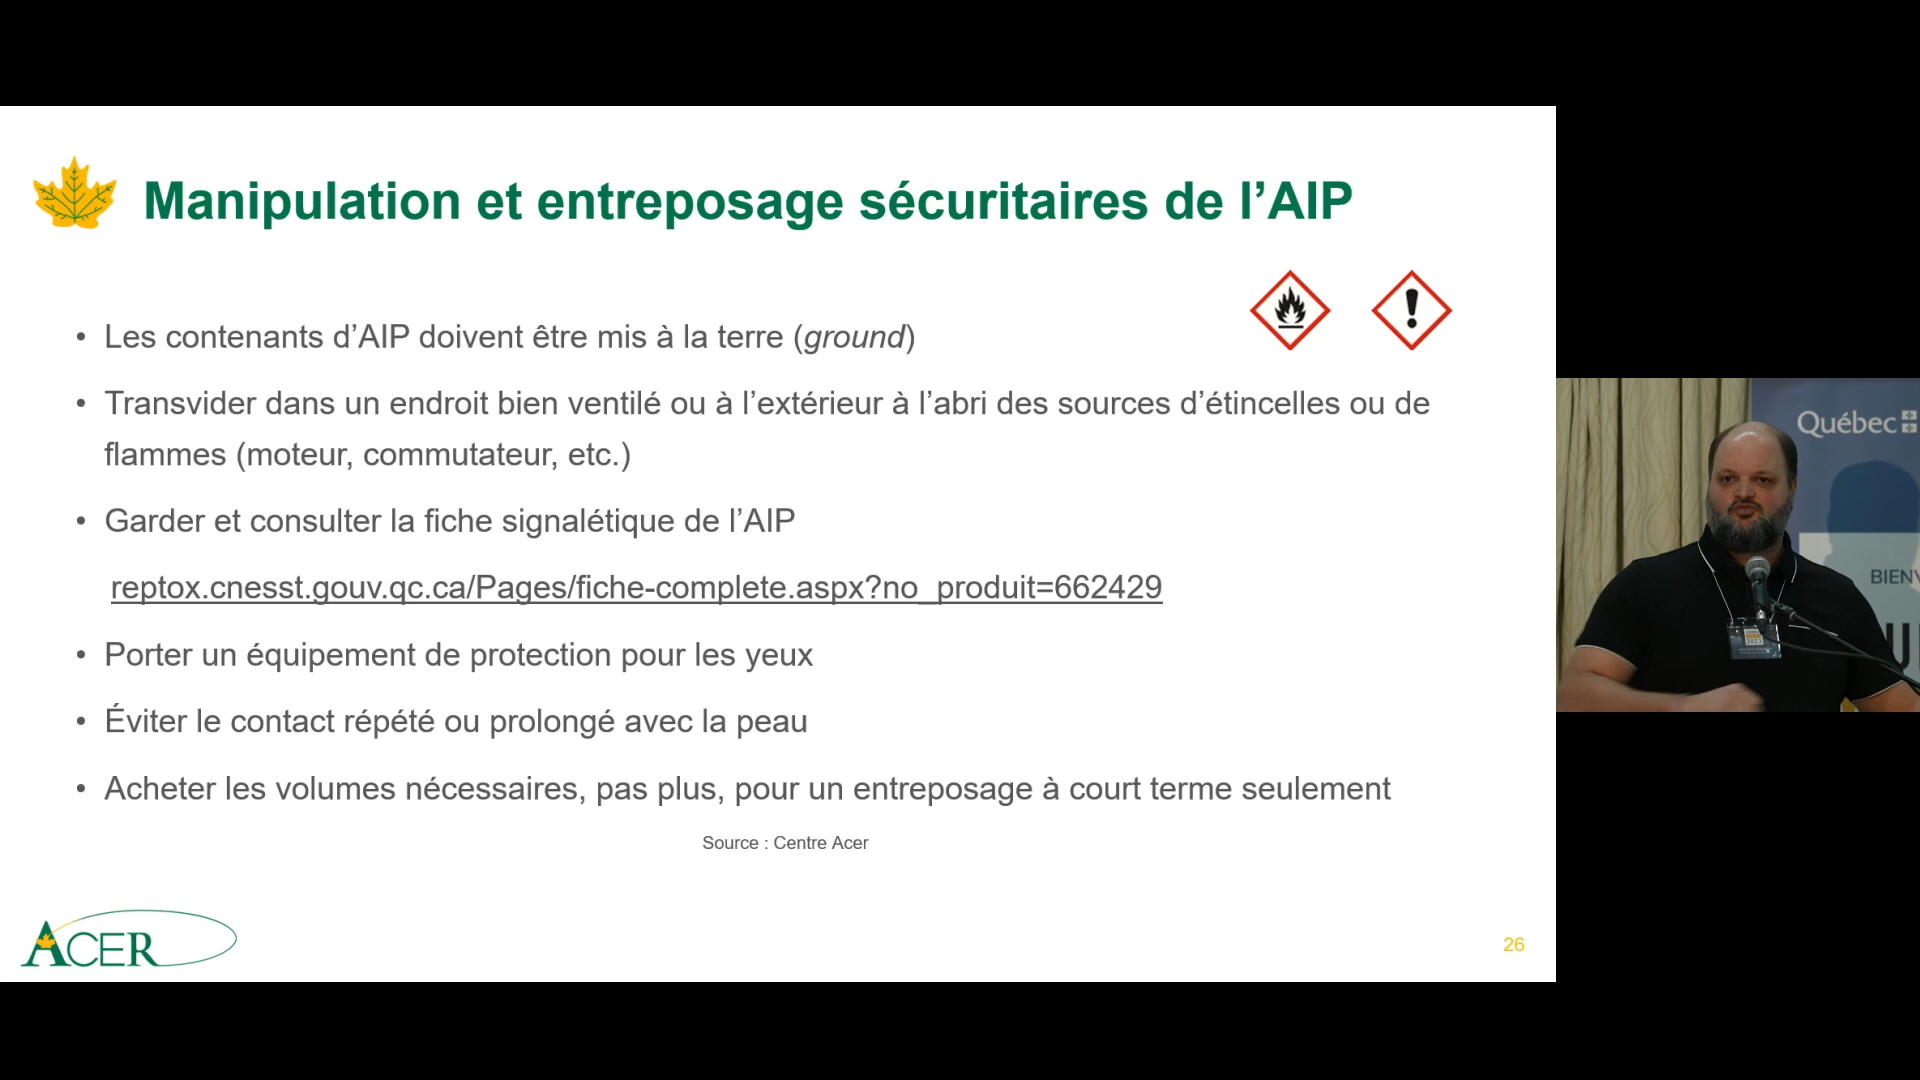 Manipulation et entreposage sécuritaires de l’AIP
• Les contenants d’AIP doivent être mis à la terre (ground)
• Transvider dans un endroit bien ventilé ou à l’extérieur à l’abri des sources d’étincelles ou de
flammes (moteur, commutateur, etc.)
• Garder et consulter la fiche signalétique de l’AIP
reptox.cnesst.gouv.qc.ca/Pages/fiche-complete.aspx?no_produit=662429
• Porter un équipement de protection pour les yeux
• Éviter le contact répété ou prolongé avec la peau
• Acheter les volumes nécessaires, pas plus, pour un entreposage à court terme seulement
Source : Centre Acer
ACER
26
Québec
BIENV